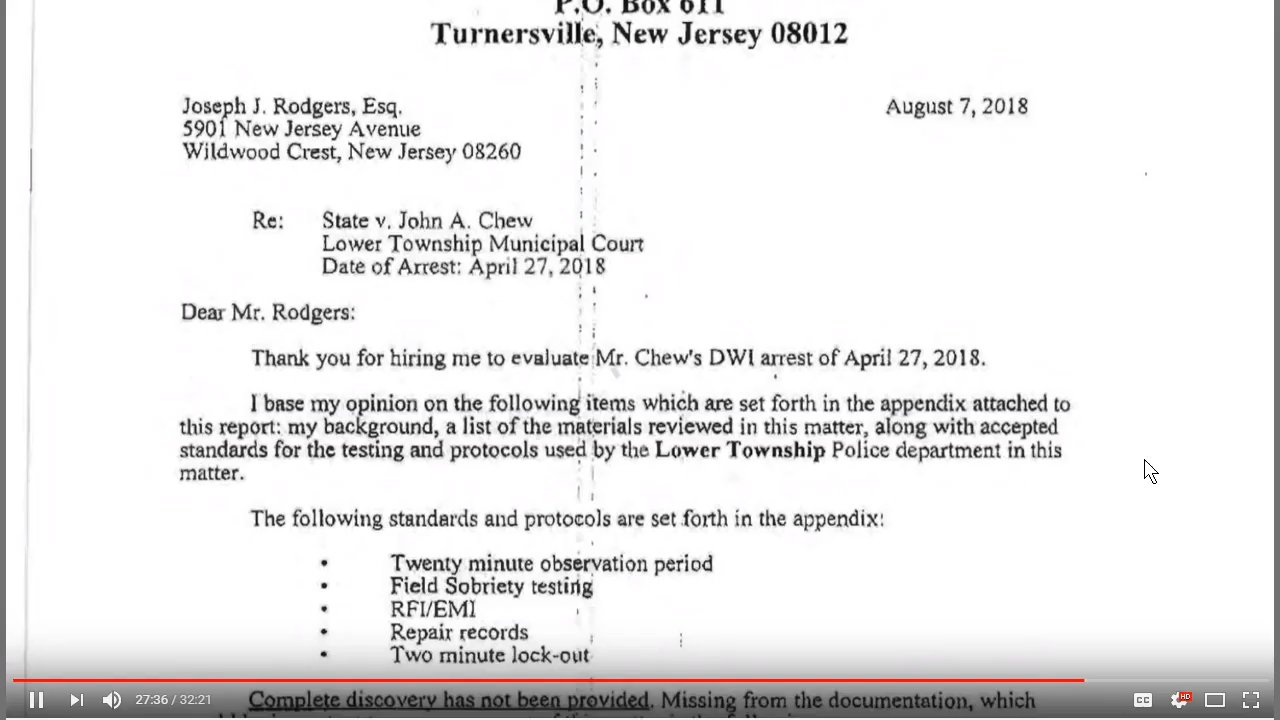 P.O. Box 611
Turnersville, New Jersey 08012
Joseph J. Rodgers, Esq.
August 7, 2018
5901 New Jersey Avenue
Wildwood Crest, New Jersey 08260
Re: State v. John A. Chew
Lower Township Municipal Court
Date of Arrest: April 27, 2018
Dear Mr. Rodgers:
Thank you for hiring me to evaluate Mr. Chew's DWI arrest of April 27, 2018.
I base my opinion on the following items which are set forth in the appendix attached to
this report: my background, a list of the materials reviewed in this matter, along with accepted
standards for the testing and protocols used by the Lower Township Police department in this
matter.
The following standards and protocols are set forth in the appendix:
• Twenty minute observation period
• Field Sobriety testing
• RFI/EMI
• Repair records
• Two minute lock-out
Complete discovery has not been provided. Missing from the documentation, which
27:36 / 32:21
CC
HD